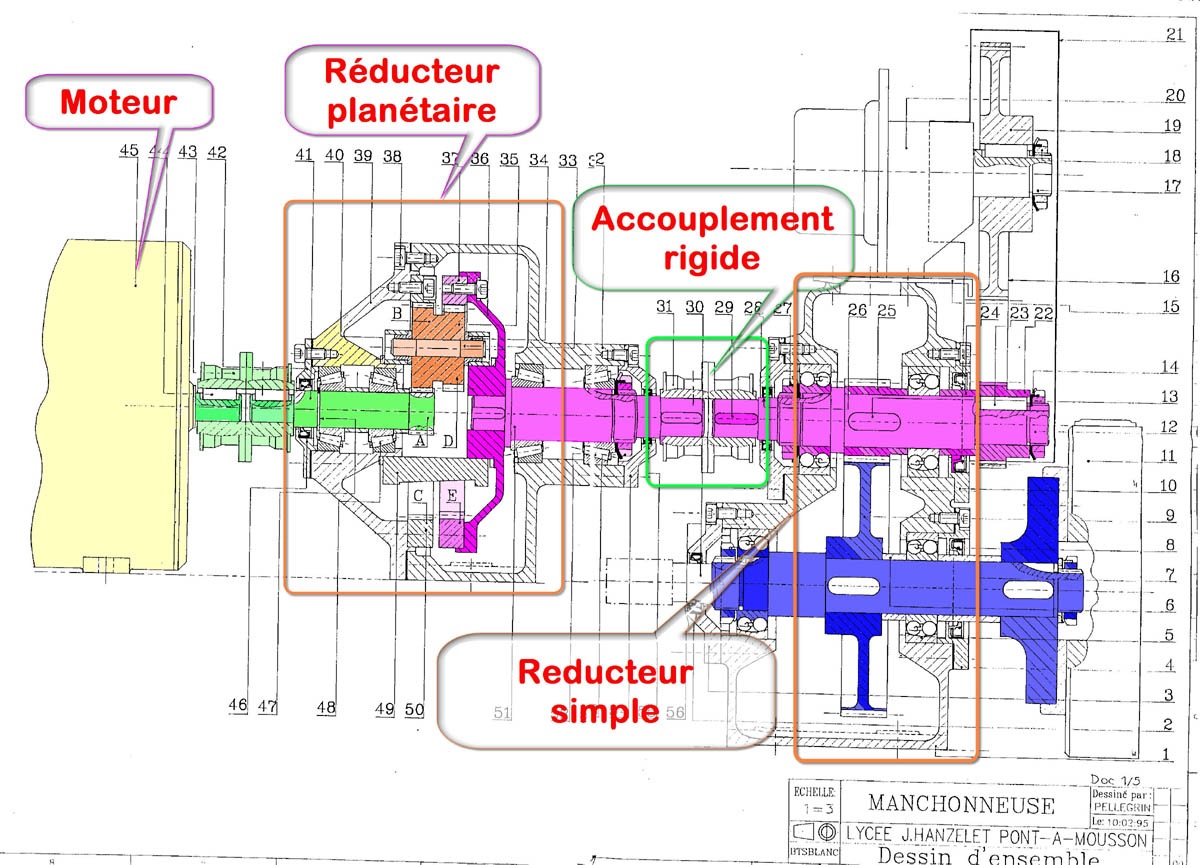 Moteur
Réducteur
planétaire
Accouplement
rigide
Reducteur
simple
45 44 43 42 41 40 39 38 37 36 35 34 33
31 30 29 28 27 26 25 24 23 22
21
20
19
18
17
16
15
14
13
12
11
10
9
8
7
6
5
4
3
2
1
B
A D
C E
46 47 48 49 50 51 56
ECHELLE:
1=3
MANCHONNEUSE
Doc 1/5
Dessiné par:
PELLEGRIN
Le: 10:02:95
LYCEE J.HANZELET PONT-A-MOUSSON
BTSBLANC
Dessin d'ensemble